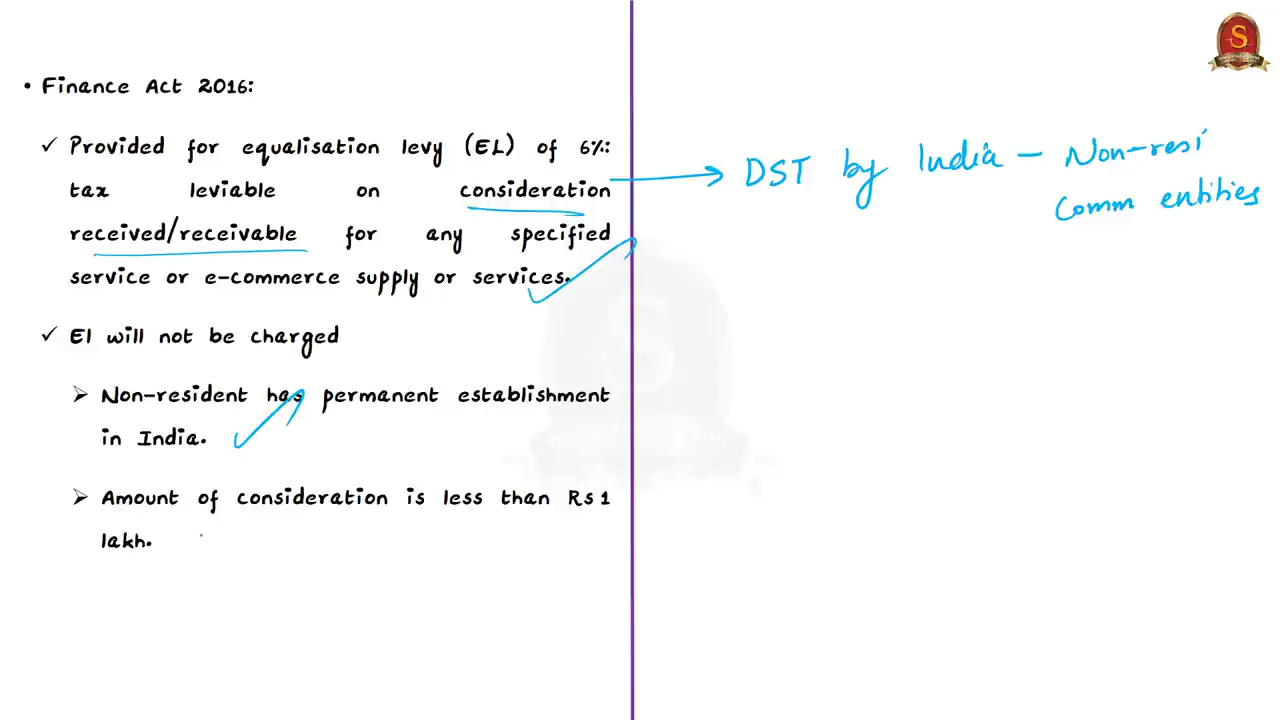 • Finance Act 2016:
✓ Provided for equalisation levy (EL) of 6%:
tax leviable on consideration
received/receivable for any specified
service or e-commerce supply or services.
✓ El will not be charged
➢ Non-resident has permanent establishment
in India.
➢ Amount of consideration is less than Rs 1
lakh.
DST by India - Non-resi
Comm entities
S